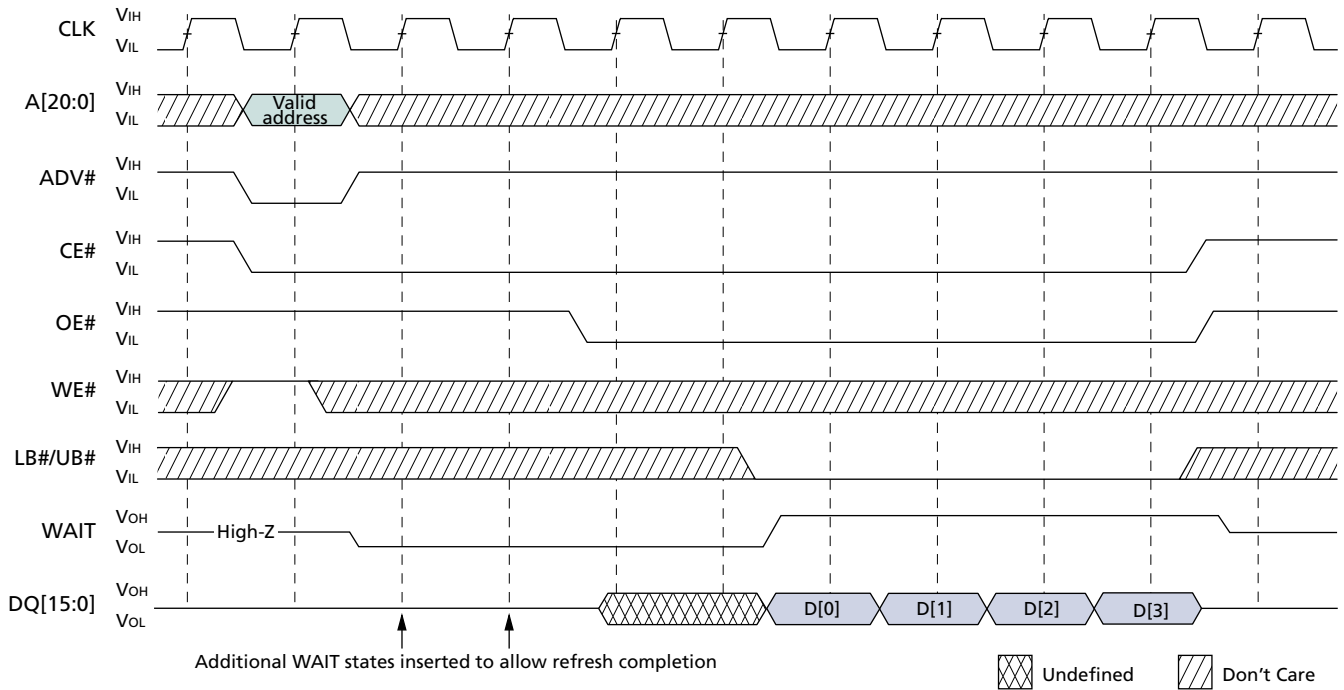 CLK
VIH
VIL
A[20:0]
VIH
VIL
Valid
address
ADV#
VIH
VIL
CE#
VIH
VIL
OE#
VIH
VIL
WE#
VIH
VIL
LB#/UB#
VIH
VIL
WAIT
VOH
VOL
High-Z
DQ[15:0]
VOH
VOL
D[0]
D[1]
D[2]
D[3]
Additional WAIT states inserted to allow refresh completion
Undefined
Don't Care